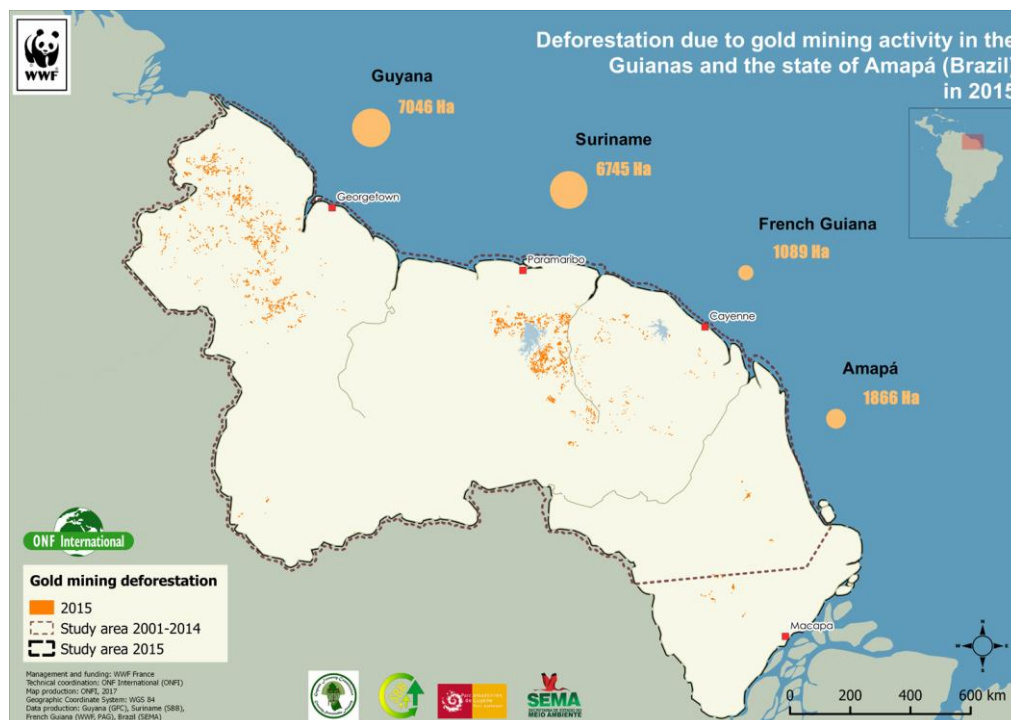 WWF
Deforestation due to gold mining activity in the
Guianas and the state of Amapá (Brazil)
in 2015
Guyana
7046 Ha
Suriname
6745 Ha
French Guiana
1089 Ha
Amapá
1866 Ha
Georgetown
Paramaribo
Cayenne
Macapa
ONF International
Gold mining deforestation
2015
Study area 2001-2014
Study area 2015
Management and funding: WWF France
Technical coordination: ONF International (ONFI)
Map production: ONFI, 2017
Geographic Coordinate System: WGS 84
Data production: Guyana (GFC), Suriname (SBB),
French Guiana (WWF, PAG), Brazil (SEMA)
SEMA
MEIO AMBIENTE
0 200 400 600 km